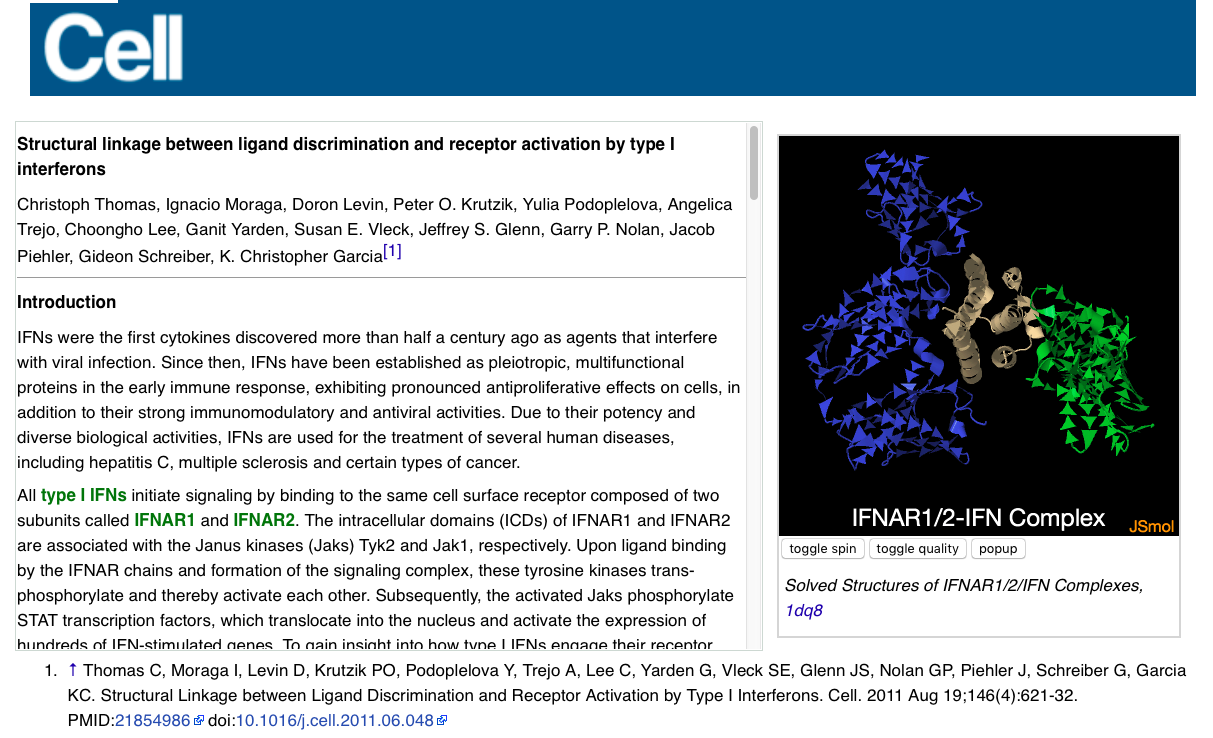 Cell
Structural linkage between ligand discrimination and receptor activation by type I
interferons
Christoph Thomas, Ignacio Moraga, Doron Levin, Peter O. Krutzik, Yulia Podoplelova, Angelica
Trejo, Choongho Lee, Ganit Yarden, Susan E. Vleck, Jeffrey S. Glenn, Garry P. Nolan, Jacob
Piehler, Gideon Schreiber, K. Christopher Garcia[1]
Introduction
IFNs were the first cytokines discovered more than half a century ago as agents that interfere
with viral infection. Since then, IFNs have been established as pleiotropic, multifunctional
proteins in the early immune response, exhibiting pronounced antiproliferative effects on cells, in
addition to their strong immunomodulatory and antiviral activities. Due to their potency and
diverse biological activities, IFNs are used for the treatment of several human diseases,
including hepatitis C, multiple sclerosis and certain types of cancer.
All type I IFNs initiate signaling by binding to the same cell surface receptor composed of two
subunits called IFNAR1 and IFNAR2. The intracellular domains (ICDs) of IFNAR1 and IFNAR2
are associated with the Janus kinases (Jaks) Tyk2 and Jak1, respectively. Upon ligand binding
by the IFNAR chains and formation of the signaling complex, these tyrosine kinases trans-
phosphorylate and thereby activate each other. Subsequently, the activated Jaks phosphorylate
STAT transcription factors, which translocate into the nucleus and activate the expression of
hundreds of IFN-stimulated genes. To gain insight into how type I IFNs engage their receptor
IFNAR1/2-IFN Complex
JSmol
toggle spin toggle quality popup
Solved Structures of IFNAR1/2/IFN Complexes,
1dq8
1. ↑ Thomas C, Moraga I, Levin D, Krutzik PO, Podoplelova Y, Trejo A, Lee C, Yarden G, Vleck SE, Glenn JS, Nolan GP, Piehler J, Schreiber G, Garcia
KC. Structural Linkage between Ligand Discrimination and Receptor Activation by Type I Interferons. Cell. 2011 Aug 19;146(4):621-32.
PMID:21854986 doi:10.1016/j.cell.2011.06.048